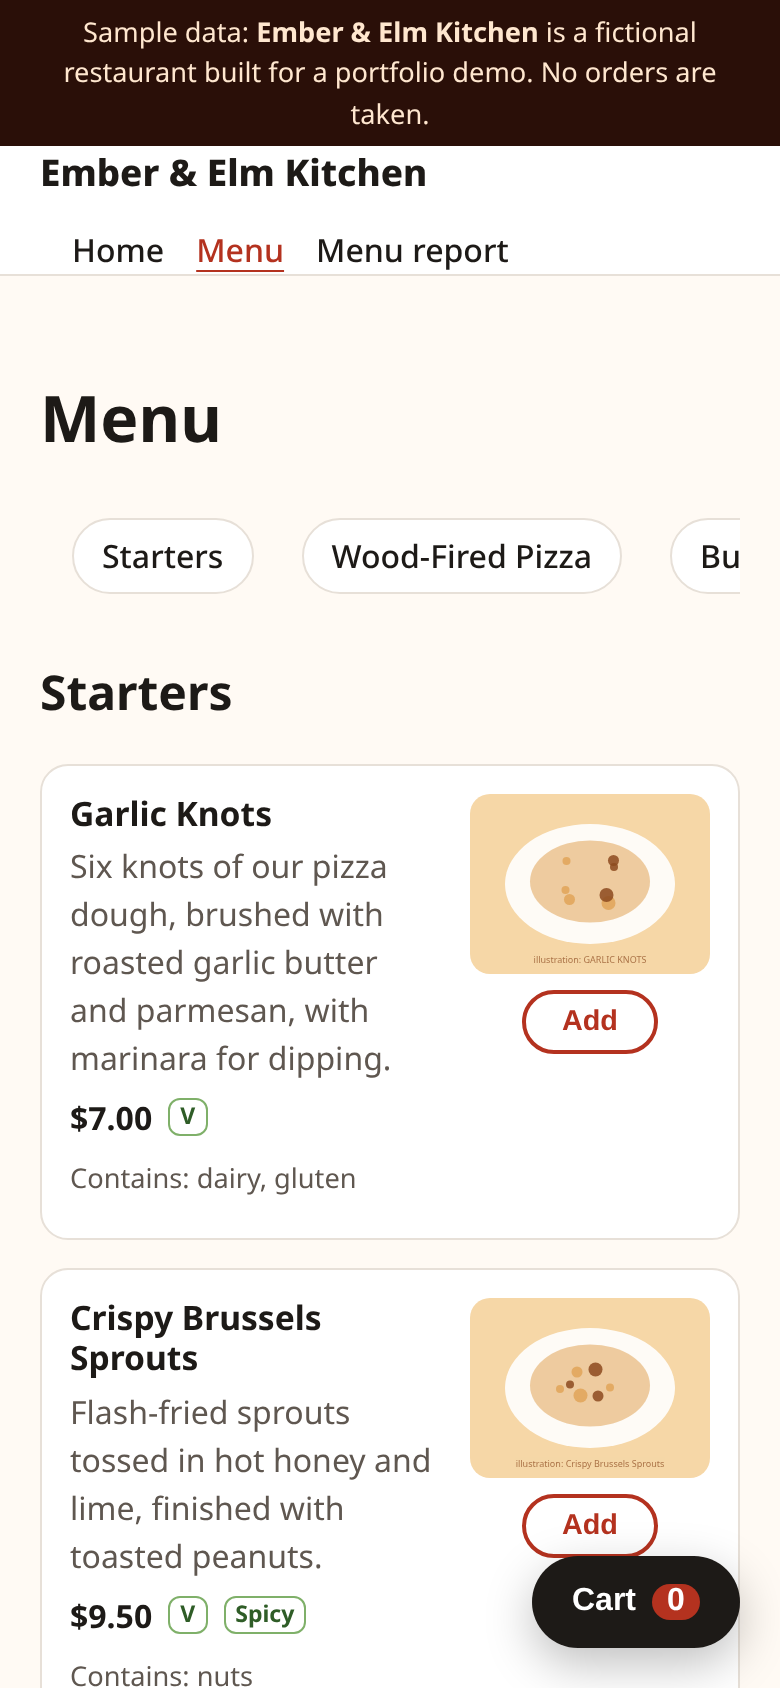 Sample data: Ember & Elm Kitchen is a fictional
restaurant built for a portfolio demo. No orders are
taken.
Ember & Elm Kitchen
Home Menu Menu report
Menu
Starters Wood-Fired Pizza Bu
Starters
Garlic Knots
Six knots of our pizza
dough, brushed with
roasted garlic butter
and parmesan, with
marinara for dipping.
$7.00 V
Contains: dairy, gluten
illustration: GARLIC KNOTS
Add
Crispy Brussels
Sprouts
Flash-fried sprouts
tossed in hot honey and
lime, finished with
toasted peanuts.
$9.50 V Spicy
Contains: nuts
illustration: Crispy Brussels Sprouts
Add
Cart 0